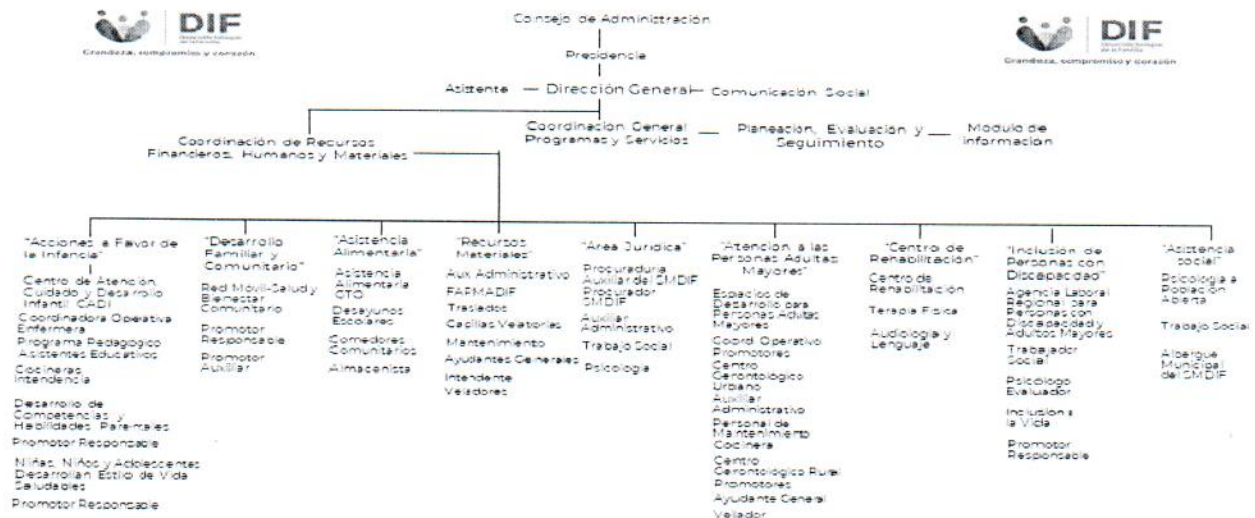 DIF
Grandeza, compromiso y corazón
DIF
Grandeza, compromiso y corazón
Consejo de Administración
Presidencia
Asistente
Dirección General
Comunicación Social
Coordinación de Recursos
Financieros, Humanos y Materiales
Coordinación General
Programas y Servicios
Planeación, Evaluación y
Seguimiento
Modulo de
información
"Acciones a Favor de
la Infancia"
Centro de Atención,
Cuidado y Desarrollo
Infantil CADI
Coordinadora Operativa
Enfermera
Programa Pedagógico
Asistentes Educativos
Cocineras
Intendencia
Desarrollo de
Competencias y
Habilidades Parentales
Promotor Responsable
Niñas, Niños y Adolescentes
Desarrollan Estilo de Vida
Saludables
Promotor Responsable
"Desarrollo
Familiar y
Comunitario"
Red Móvil-Salud y
Bienestar
Comunitario
Promotor
Responsable
Promotor
Auxiliar
"Asistencia
Alimentaria"
Asistencia
Alimentaria
CTO
Desayunos
Escolares
Comedores
Comunitarios
Almacenista
"Recursos
Materiales"
Aux Administrativo
FARMADIF
Traslados
Capillas Velatorias
Mantenimiento
Ayudantes Generales
Intendente
Veladores
"Area Juridica"
Procuraduria
Auxiliar del SMDIF
Procurador
SMDIF
Auxiliar
Administrativo
Trabajo Social
Psicologia
"Atención a las
Personas Adultas
Mayores"
Espacios de
Desarrollo para
Personas Adultas
Mayores
Coord Operativo
Promotores
Centro
Gerontológico
Urbano
Auxiliar
Administrativo
Personal de
Mantenimiento
Cocinera
Centro
Gerontológico Rural
Promotores
Ayudante General
Velador
"Centro de
Rehabilitación"
Centro de
Rehabilitación
Terapia Fisica
Audiologia y
Lenguaje
"Inclusión de
Personas con
Discapacidad"
Agencia Laboral
Regional para
Personas con
Discapacidad y
Adultos Mayores
Trabajador
Social
Psicólogo
Evaluador
Inclusion a
la Vida
Promotor
Responsable
"Asistencia
social"
Psicologia a
Población
Abierta
Trabajo Social
Albergue
Municipal
del SMDIF